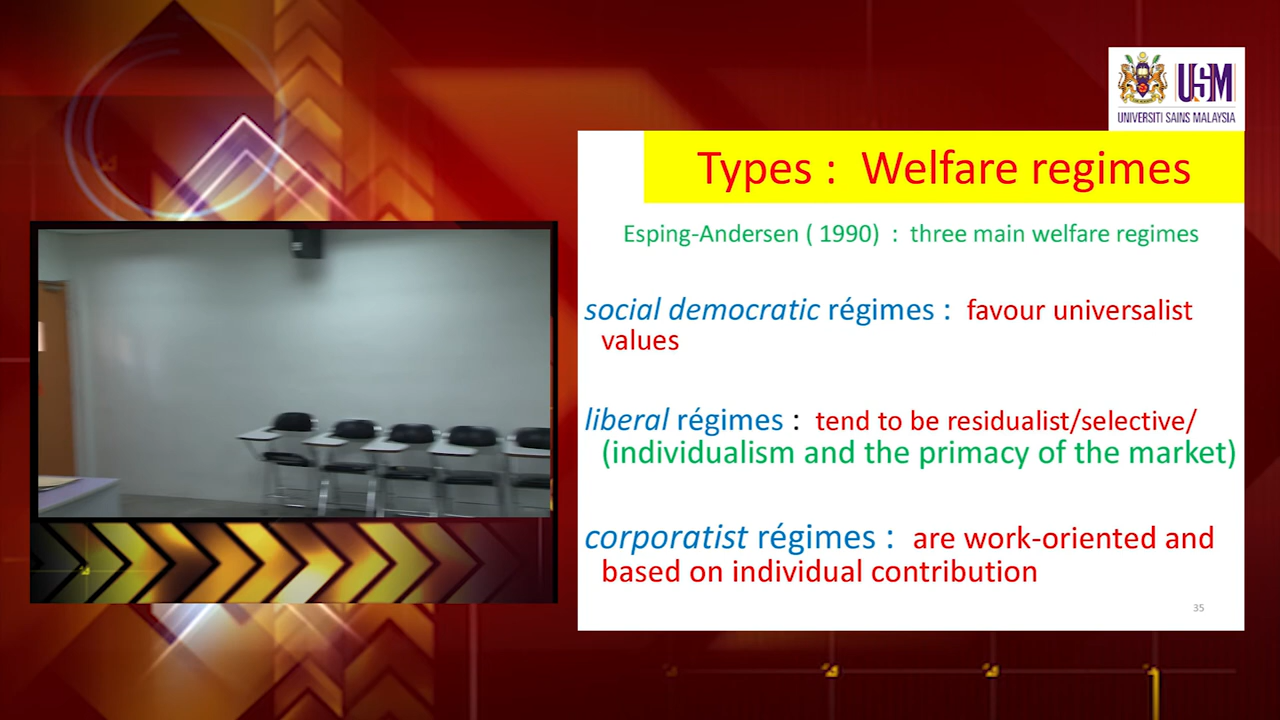 USM
UNIVERSITI SAINS MALAYSIA
Types : Welfare regimes
Esping-Andersen ( 1990) : three main welfare regimes
social democratic régimes : favour universalist
values
liberal régimes : tend to be residualist/selective/
(individualism and the primacy of the market)
corporatist régimes : are work-oriented and
based on individual contribution
35